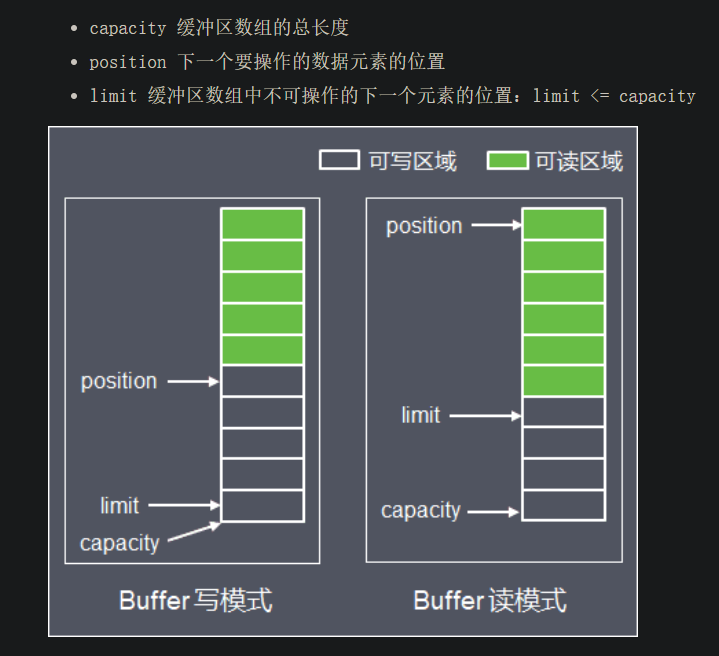 capacity 缓冲区数组的总长度
position 下一个要操作的数据元素的位置
limit 缓冲区数组中不可操作的下一个元素的位置：limit <= capacity
可写区域 可读区域
position
limit
capacity
Buffer写模式
position
limit
capacity
Buffer读模式